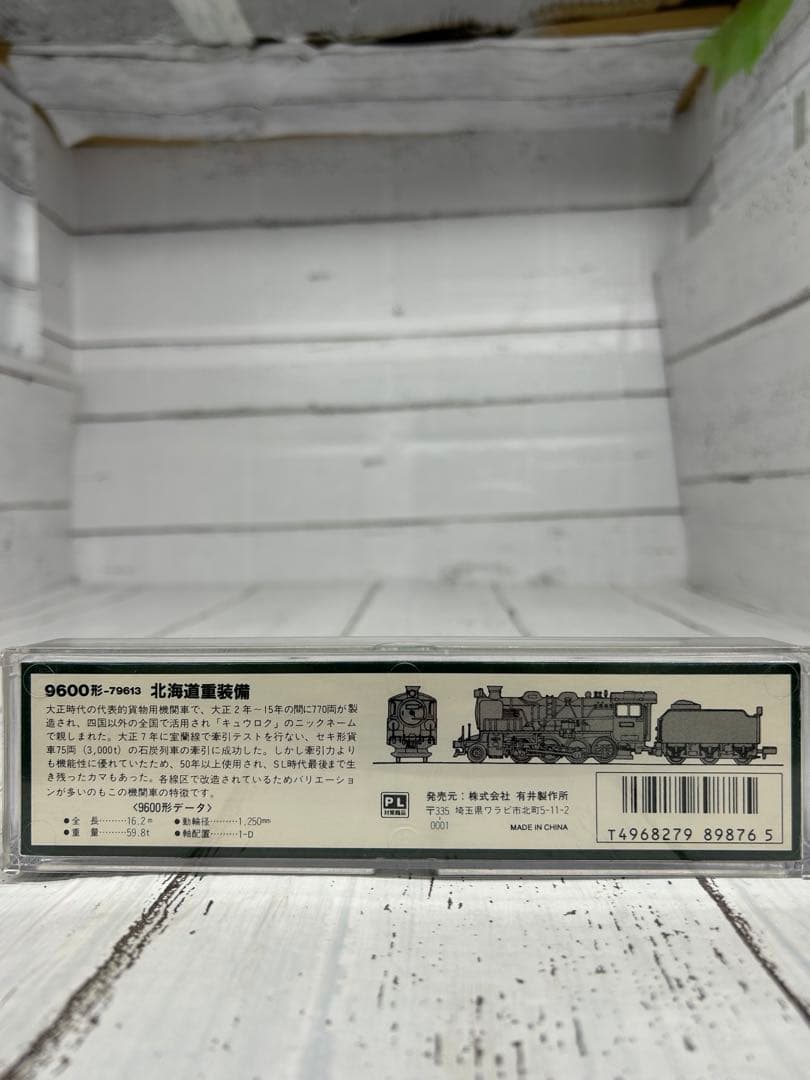 9600形-79613 北海道重装備
大正時代の代表的貨物用機関車で、大正2年〜15年の間に770両が製
造され、四国以外の全国で活用され「キュウロク」のニックネーム
で親しまれました。大正7年に室蘭線で牽引テストを行ない、セキ形貨
車75両（3,000t）の石炭列車の牽引に成功した。しかし牽引力より
も機能性に優れていたため、50年以上使用され、SL時代最後まで生
き残ったカマもあった。各線区で改造されているためバリエーショ
ンが多いのもこの機関車の特徴です。
〈9600形データ〉
●全 長………16.2m ●動輪径………1,250mm
●重 量………59.8t ●軸配置………1-D
PL
対策商品
発売元：株式会社 有井製作所
〒335 埼玉県ワラビ市北町5-11-2
-0001
MADE IN CHINA
T4968279 89876 5